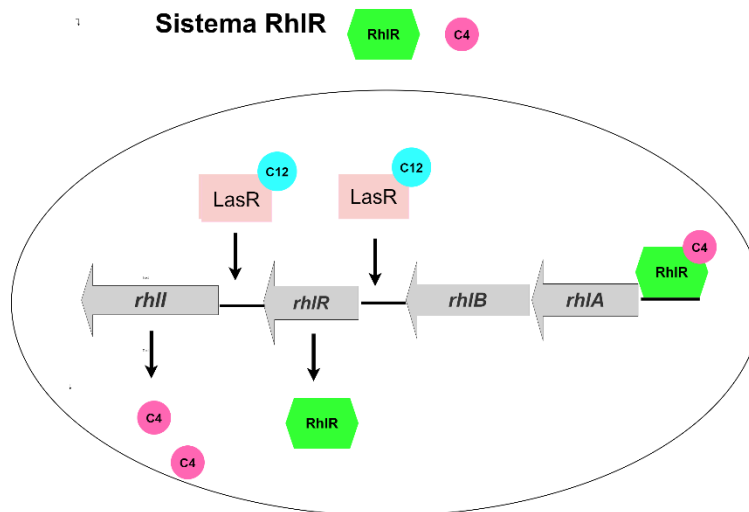 Sistema RhlR
RhlR
C4
C12
C12
LasR
LasR
C4
RhlR
rhlI
rhlR
rhlB
rhlA
C4
RhlR
C4